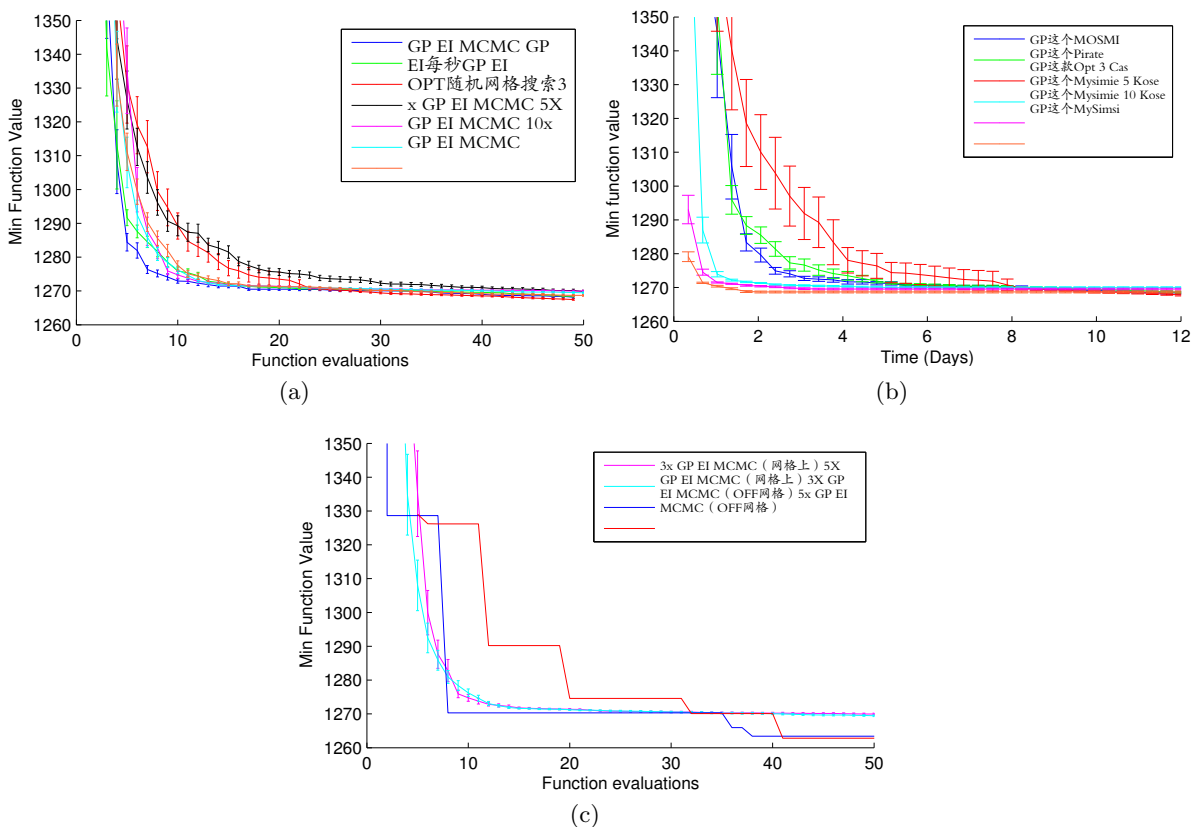 1350
1340
1330
1320
1310
1300
1290
1280
1270
1260
Min Function Value
0
10
20
30
40
50
Function evaluations
GP EI MCMC GP
EI每秒GP EI
OPT随机网格搜索3
x GP EI MCMC 5X
GP EI MCMC 10x
GP EI MCMC
(a)
1350
1340
1330
1320
1310
1300
1290
1280
1270
1260
Min function value
0
2
4
6
8
10
12
Time (Days)
GP这个MOSMI
GP这个Pirate
GP这款Opt 3 Cas
GP这个Mysimie 5 Kose
GP这个Mysimie 10 Kose
GP这个MySimsi
(b)
1350
1340
1330
1320
1310
1300
1290
1280
1270
1260
Min Function Value
0
10
20
30
40
50
Function evaluations
3x GP EI MCMC（网格上）5X
GP EI MCMC（网格上）3X GP
EI MCMC（OFF网格）5x GP EI
MCMC（OFF网格）
(c)